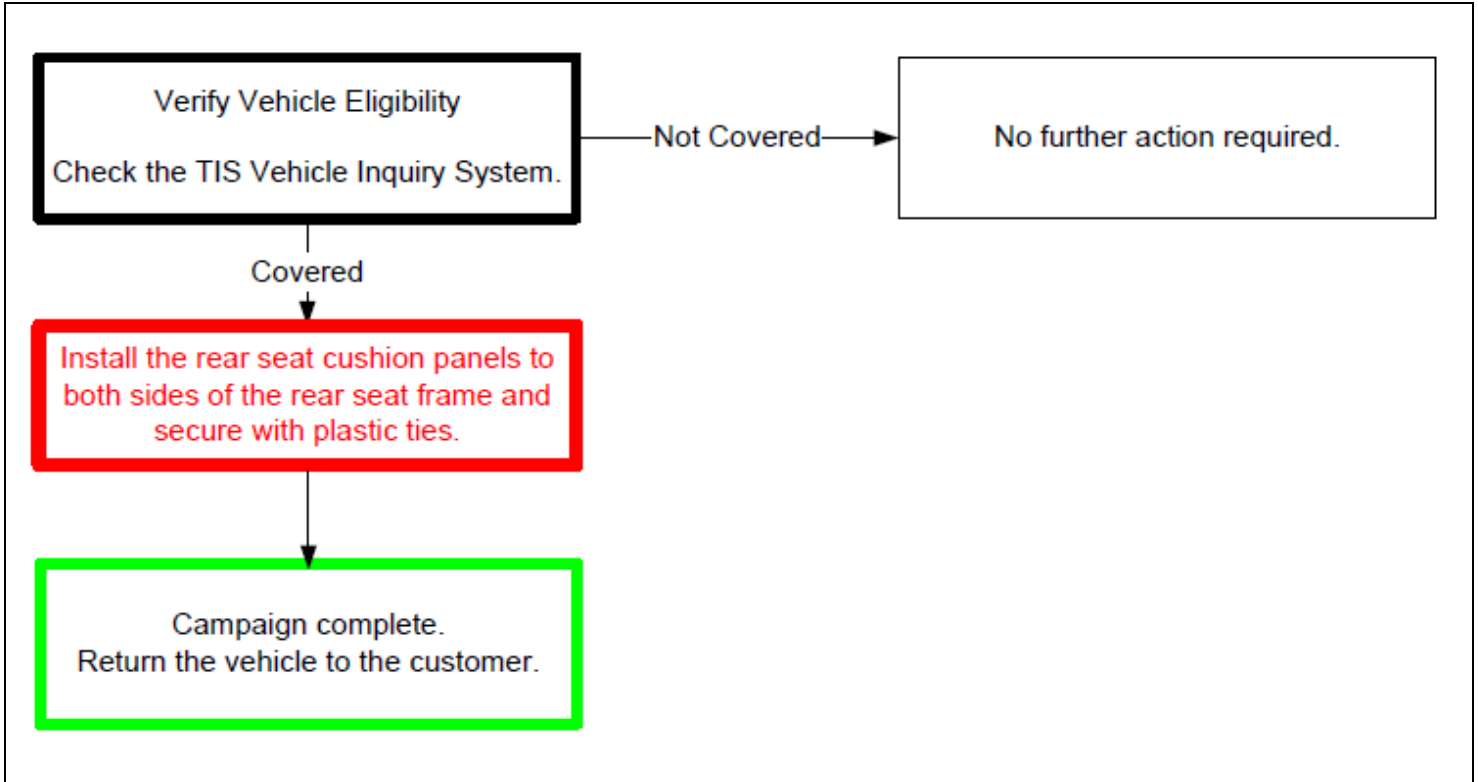 Verify Vehicle Eligibility
Check the TIS Vehicle Inquiry System.
Not Covered
No further action required.
Covered
Install the rear seat cushion panels to
both sides of the rear seat frame and
secure with plastic ties.
Campaign complete.
Return the vehicle to the customer.